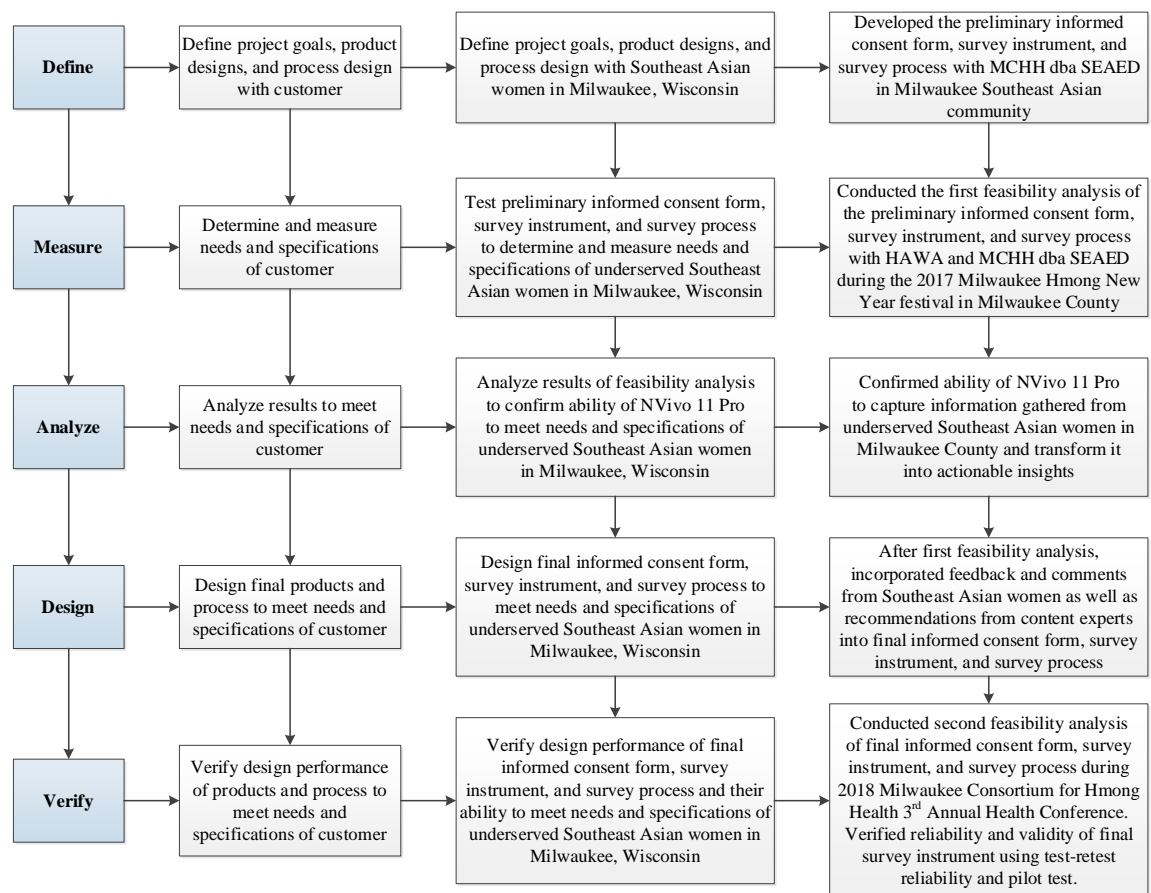 Define
Define project goals, product
designs, and process design
with customer
Define project goals, product designs, and
process design with Southeast Asian
women in Milwaukee, Wisconsin
Developed the preliminary informed
consent form, survey instrument, and
survey process with MCHH dba SEAED
in Milwaukee Southeast Asian
community
Measure
Determine and measure
needs and specifications
of customer
Test preliminary informed consent form,
survey instrument, and survey process
to determine and measure needs and
specifications of underserved Southeast
Asian women in Milwaukee, Wisconsin
Conducted the first feasibility analysis of
the preliminary informed consent form,
survey instrument, and survey process
with HAWA and MCHH dba SEAED
during the 2017 Milwaukee Hmong New
Year festival in Milwaukee County
Analyze
Analyze results to meet
needs and specifications of
customer
Analyze results of feasibility analysis
to confirm ability of NVivo 11 Pro
to meet needs and specifications of
underserved Southeast Asian women
in Milwaukee, Wisconsin
Confirmed ability of NVivo 11 Pro
to capture information gathered from
underserved Southeast Asian women in
Milwaukee County and transform it
into actionable insights
Design
Design final products and
process to meet needs and
specifications of customer
Design final informed consent form,
survey instrument, and survey process to
meet needs and specifications of
underserved Southeast Asian women in
Milwaukee, Wisconsin
After first feasibility analysis,
incorporated feedback and comments
from Southeast Asian women as well as
recommendations from content experts
into final informed consent form, survey
instrument, and survey process
Verify
Verify design performance
of products and process to
meet needs and
specifications of customer
Verify design performance of final
informed consent form, survey
instrument, and survey process and their
ability to meet needs and specifications of
underserved Southeast Asian women in
Milwaukee, Wisconsin
Conducted second feasibility analysis
of final informed consent form, survey
instrument, and survey process during
2018 Milwaukee Consortium for Hmong
Health 3rd Annual Health Conference.
Verified reliability and validity of final
survey instrument using test-retest
reliability and pilot test.